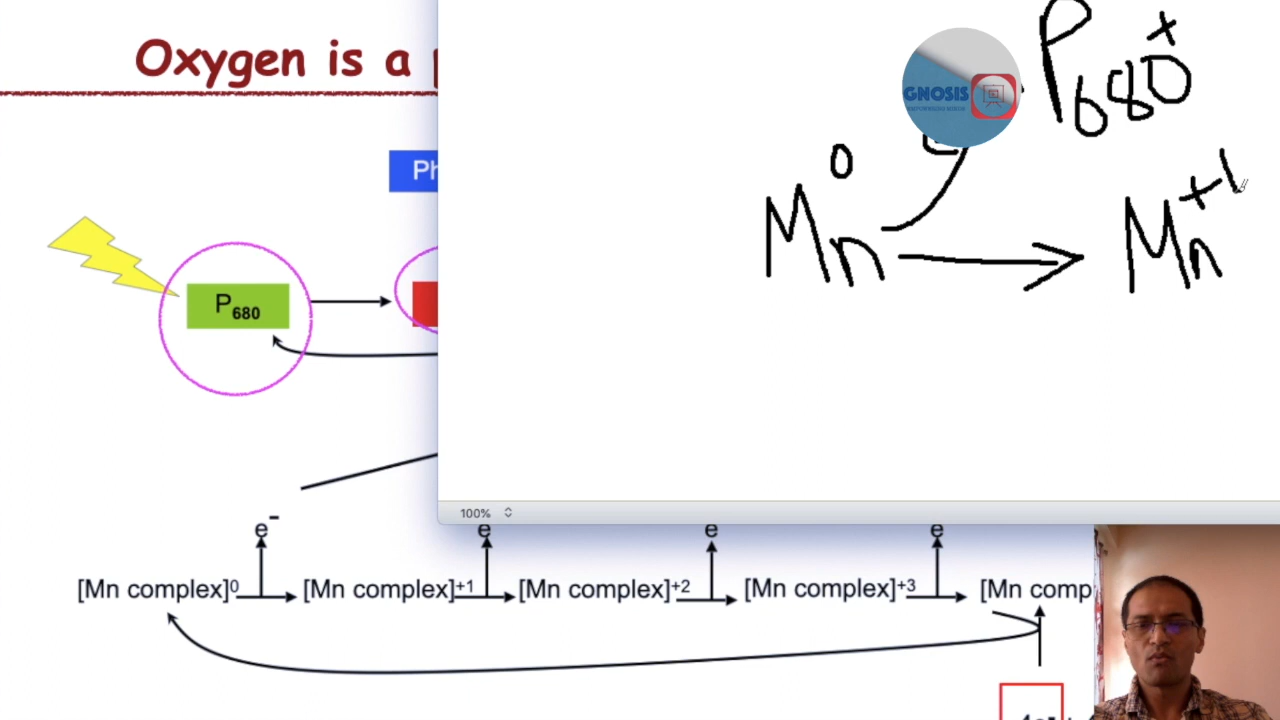 Oxygen is a
P680+
GNOSIS
Mn0
Mn+1
Ph
P680
100%
e- e e e
[Mn complex]0 [Mn complex]+1 [Mn complex]+2 [Mn complex]+3 [Mn comp